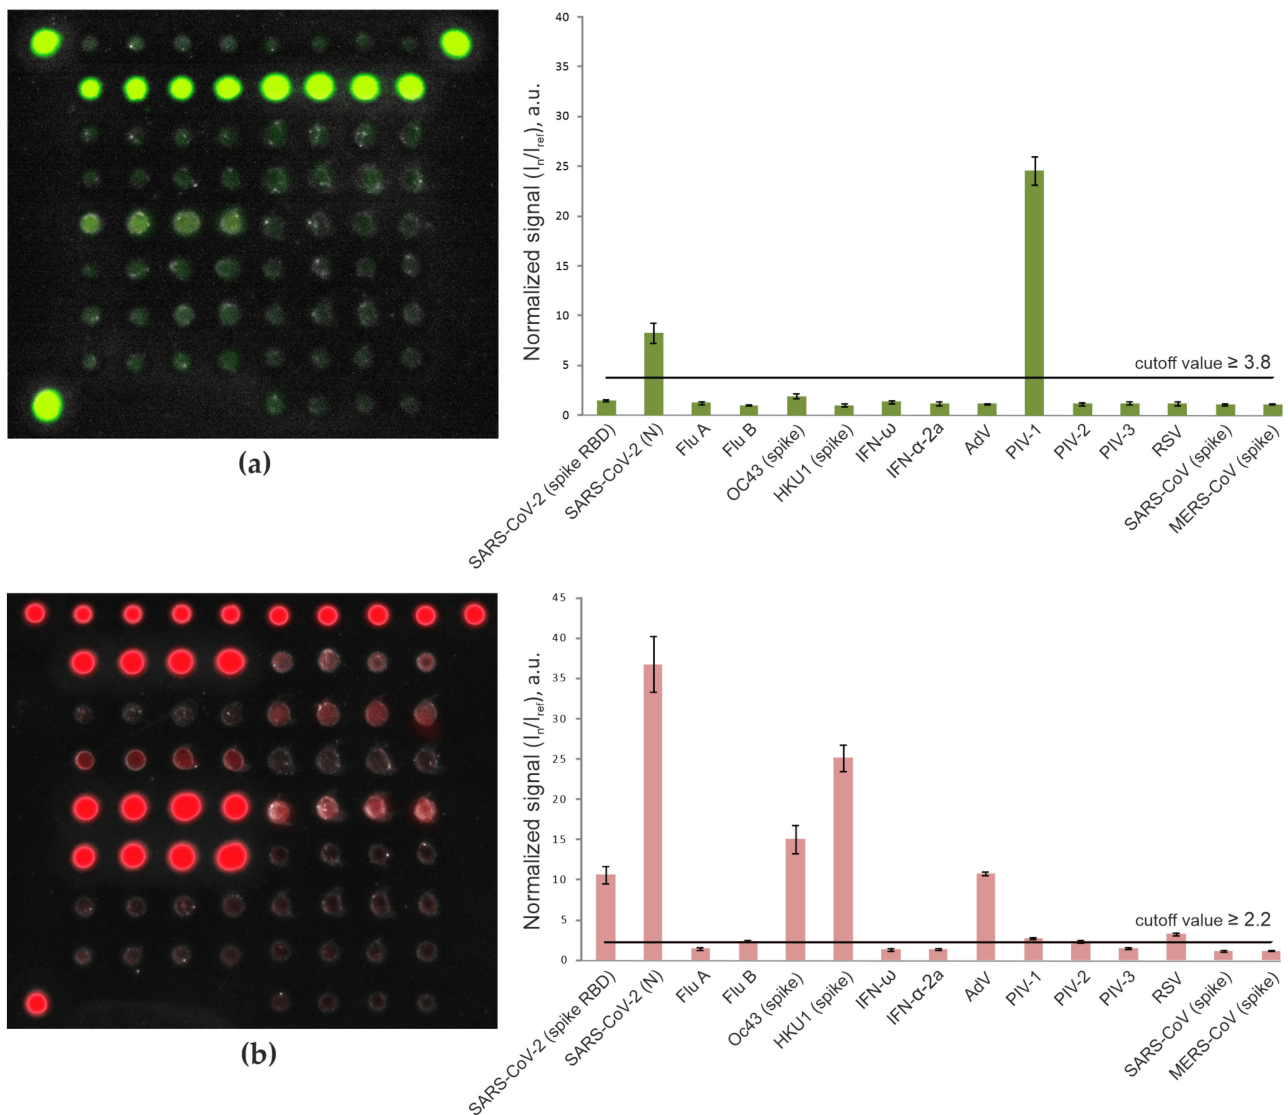 40
35
30
25
20
15
10
5
0
Normalized signal (Iₙ/I_ref), a.u.
cutoff value ≥ 3.8
SARS-CoV-2 (spike RBD)
SARS-CoV-2 (N)
Flu A
Flu B
OC43 (spike)
HKU1 (spike)
IFN-ω
IFN-α-2a
AdV
PIV-1
PIV-2
PIV-3
RSV
SARS-CoV (spike)
MERS-CoV (spike)
(a)
45
40
35
30
25
20
15
10
5
0
Normalized signal (Iₙ/I_ref), a.u.
cutoff value ≥ 2.2
SARS-CoV-2 (spike RBD)
SARS-CoV-2 (N)
Flu A
Flu B
Oc43 (spike)
HKU1 (spike)
IFN-ω
IFN-α-2a
AdV
PIV-1
PIV-2
PIV-3
RSV
SARS-CoV (spike)
MERS-CoV (spike)
(b)